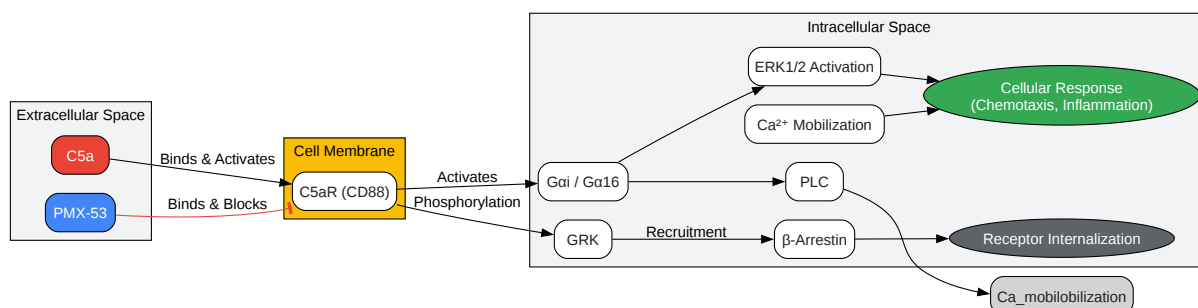 Intracellular Space
ERK1/2 Activation
Cellular Response
(Chemotaxis, Inflammation)
Extracellular Space
Ca²⁺ Mobilization
C5a
Binds & Activates
Cell Membrane
C5aR (CD88)
Activates
Gαi / Gα16
PLC
PMX-53
Binds & Blocks
Phosphorylation
GRK
Recruitment
β-Arrestin
Receptor Internalization
Ca_mobilobilization